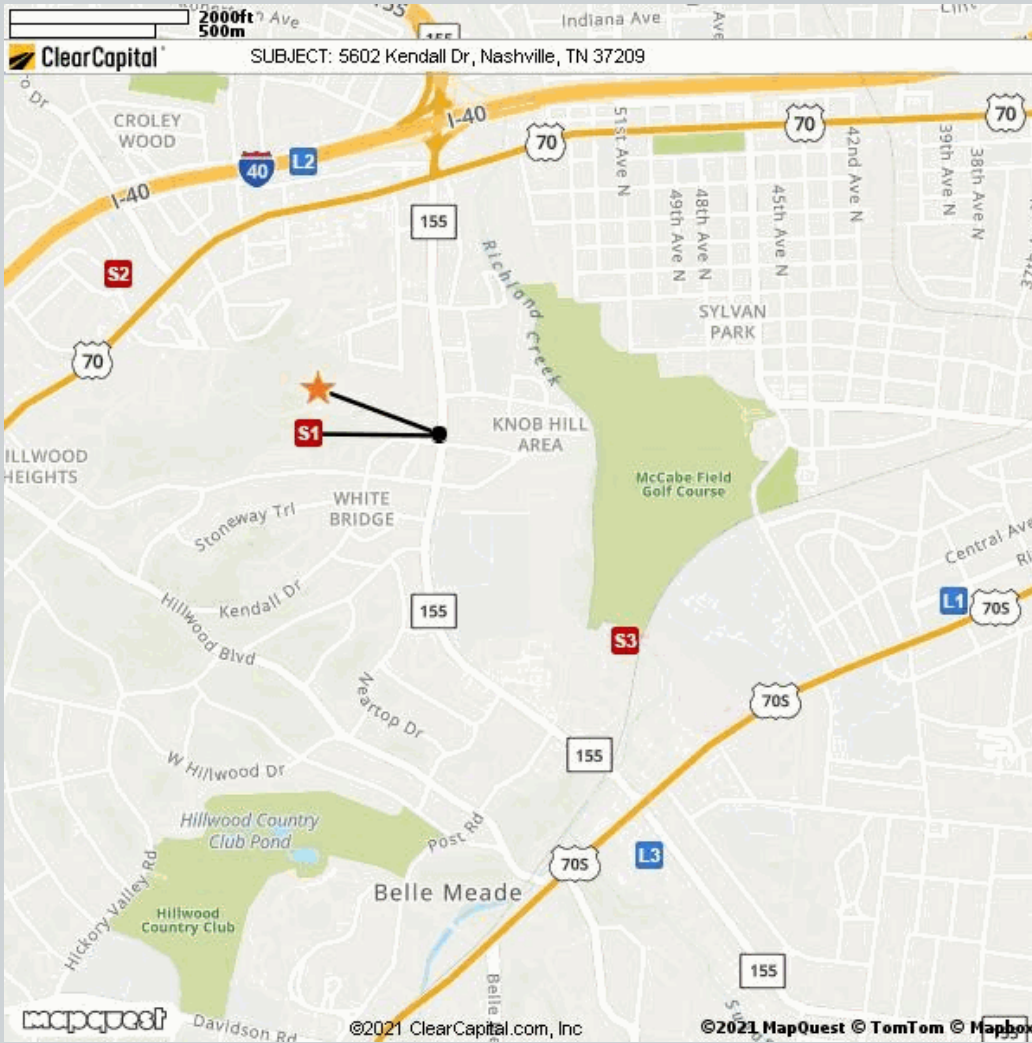 2000ft
500m
155
Indiana Ave
155
ClearCapital
SUBJECT: 5602 Kendall Dr, Nashville, TN 37209
CROLEY
WOOD
I-40
70
70
70
51st Ave N
42nd Ave N
39th Ave N
38th Ave N
40
L2
I-40
155
49th Ave N
48th Ave N
45th Ave N
S2
Richland Creek
SYLVAN
PARK
70
S1
KNOB HILL
AREA
ILLWOOD
HEIGHTS
McCabe Field
Golf Course
WHITE
BRIDGE
Stoneway Trl
Central Ave
Kendall Dr
Hillwood Blvd
155
L1
70S
S3
Neartop Dr
70S
155
W Hillwood Dr
Hillwood Country
Club Pond
Post Rd
L3
70S
Hickory Valley Rd
Belle Meade
Hillwood
Country Club
155
Belle
mapquest
Davidson Rd
©2021 ClearCapital.com, Inc
©2021 MapQuest © TomTom © Mapbox
155